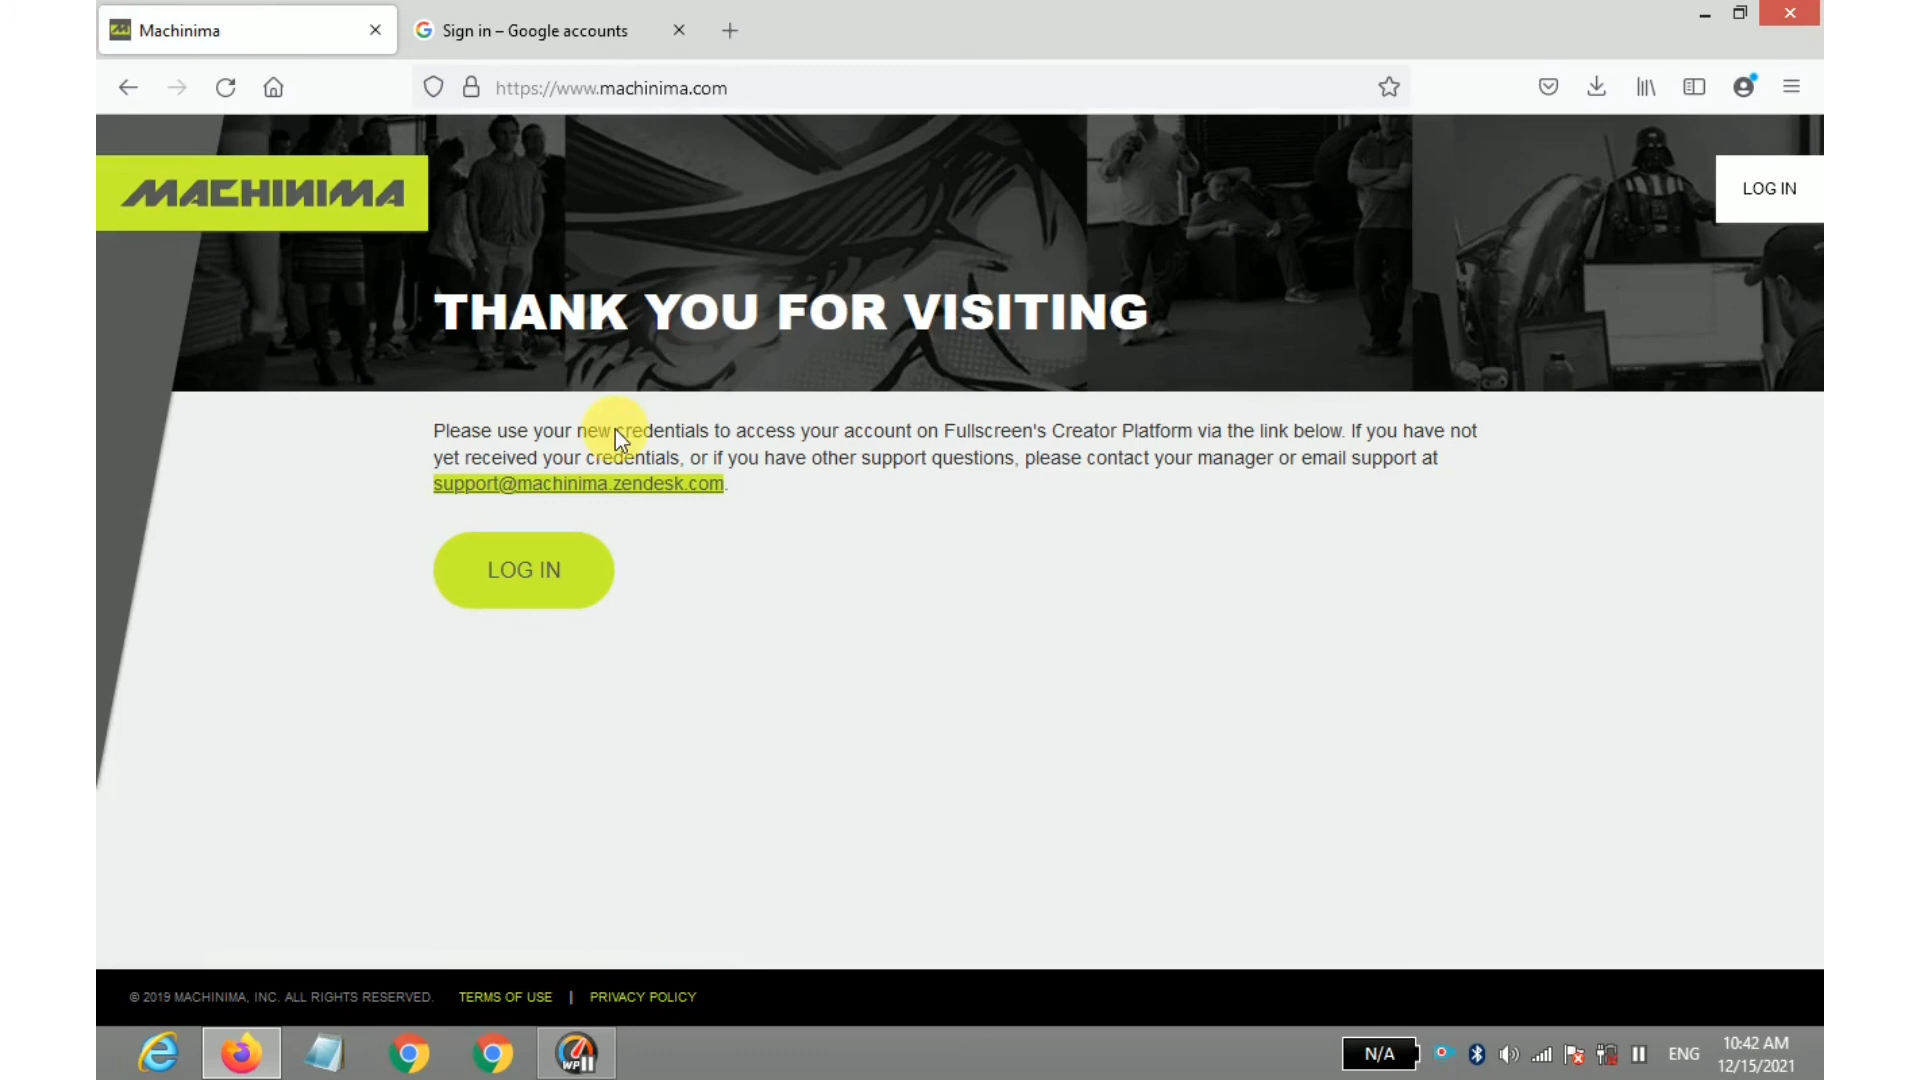 Machinima
Sign in – Google accounts
https://www.machinima.com
MACHINIMA
LOG IN
THANK YOU FOR VISITING
Please use your new credentials to access your account on Fullscreen's Creator Platform via the link below. If you have not
yet received your credentials, or if you have other support questions, please contact your manager or email support at
support@machinima.zendesk.com.
LOG IN
© 2019 MACHINIMA, INC. ALL RIGHTS RESERVED. TERMS OF USE | PRIVACY POLICY
WP
N/A
ENG
10:42 AM
12/15/2021